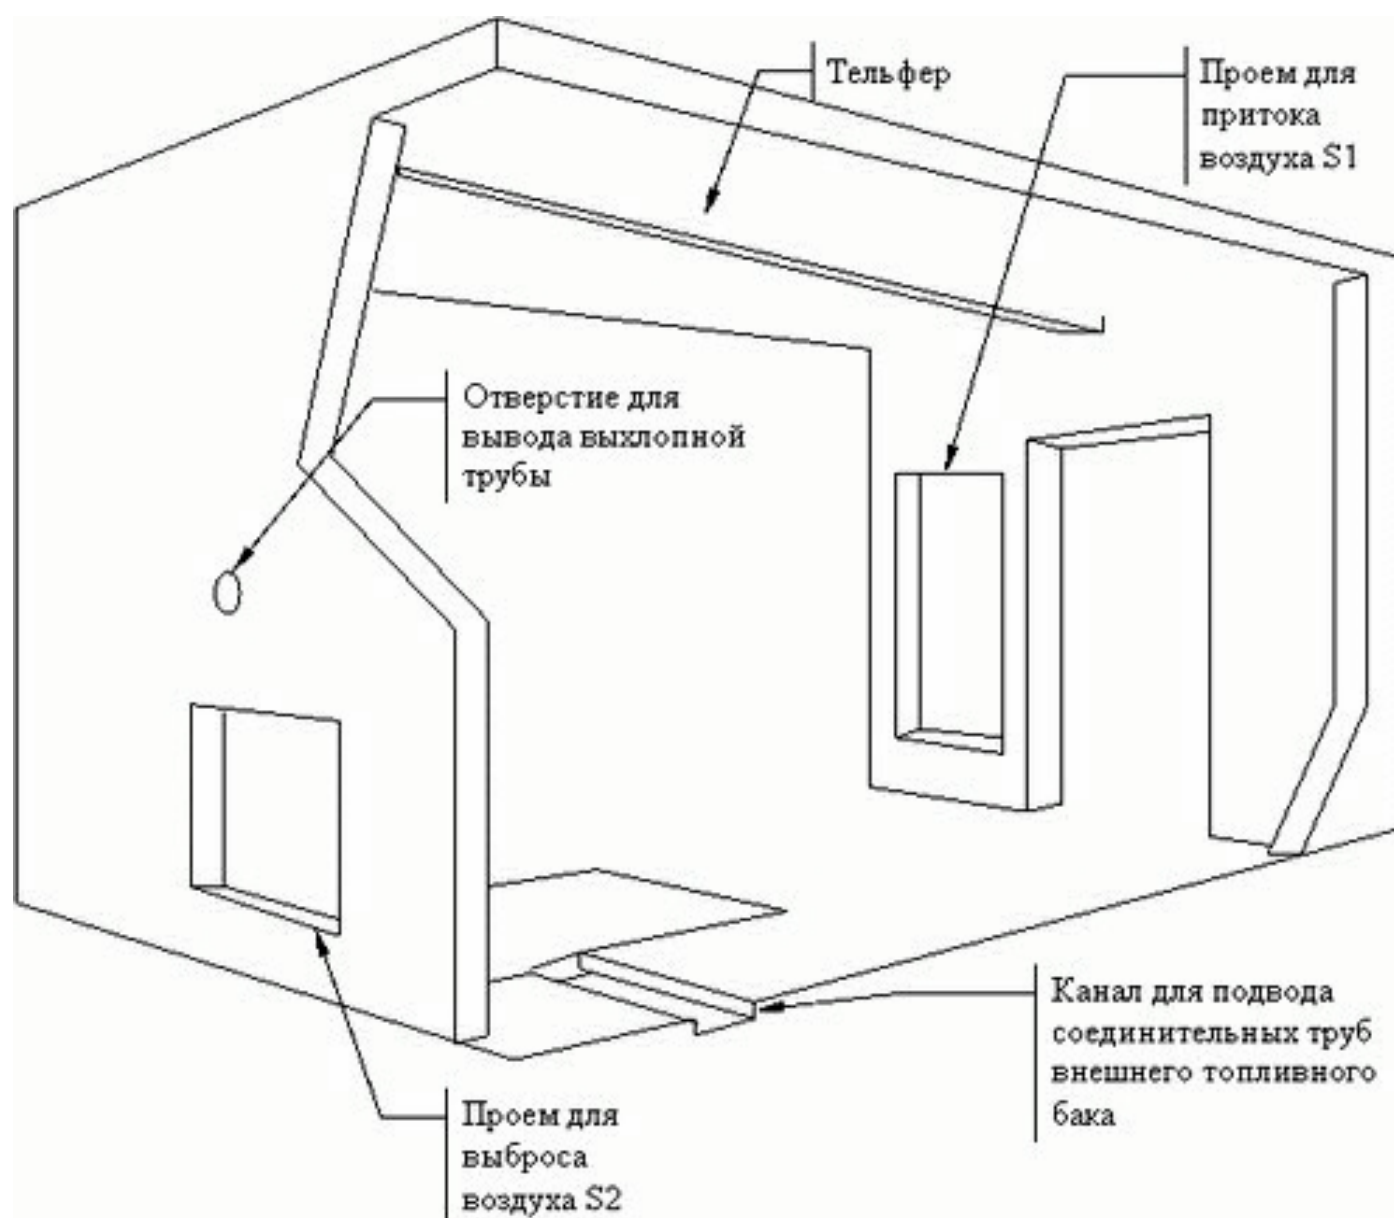 Тельфер
Проем для
притока
воздуха S1
Отверстие для
вывода выхлопной
трубы
Канал для подвода
соединительных труб
внешнего топливного
бака
Проем для
выброса
воздуха S2